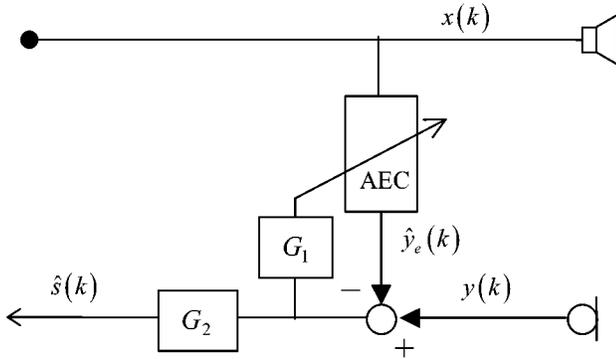 x(k)
AEC
G₁
ŷₑ(k)
ŝ(k)
−
y(k)
G₂
+